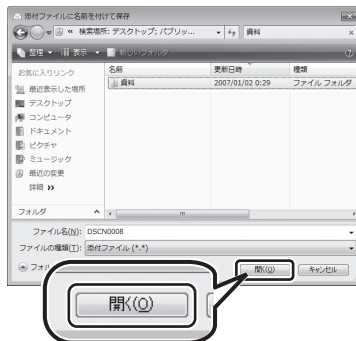 添付ファイルに名前を付けて保存
« 検索場所: デスクトップ; パブリッ...
資料
整理 表示 新しいフォルダ
お気に入りリンク
最近表示した場所
デスクトップ
コンピュータ
ドキュメント
ピクチャ
ミュージック
最近の変更
詳細 »
フォルダ
名前 更新日時 種類
資料 2007/01/02 0:29 ファイル フォルダ
ファイル名(N): DSCN0008
ファイルの種類(T): 添付ファイル (*.*)
フォル
開く(O) キャンセル
開く(O)